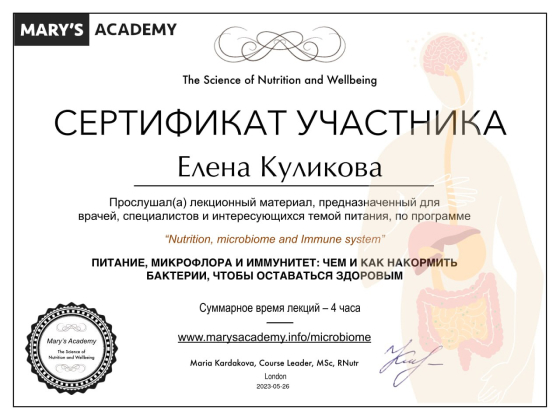 MARY'S ACADEMY
The Science of Nutrition and Wellbeing
СЕРТИФИКАТ УЧАСТНИКА
Елена Куликова
Прослушал(а) лекционный материал, предназначенный для
врачей, специалистов и интересующихся темой питания, по программе
“Nutrition, microbiome and Immune system”
ПИТАНИЕ, МИКРОФЛОРА И ИММУНИТЕТ: ЧЕМ И КАК НАКОРМИТЬ
БАКТЕРИИ, ЧТОБЫ ОСТАВАТЬСЯ ЗДОРОВЫМ
Суммарное время лекций – 4 часа
www.marysacademy.info/microbiome
Maria Kardakova, Course Leader, MSc, RNutr
London
2023-05-26
Mary's Academy
The Science of
Nutrition and Wellbeing